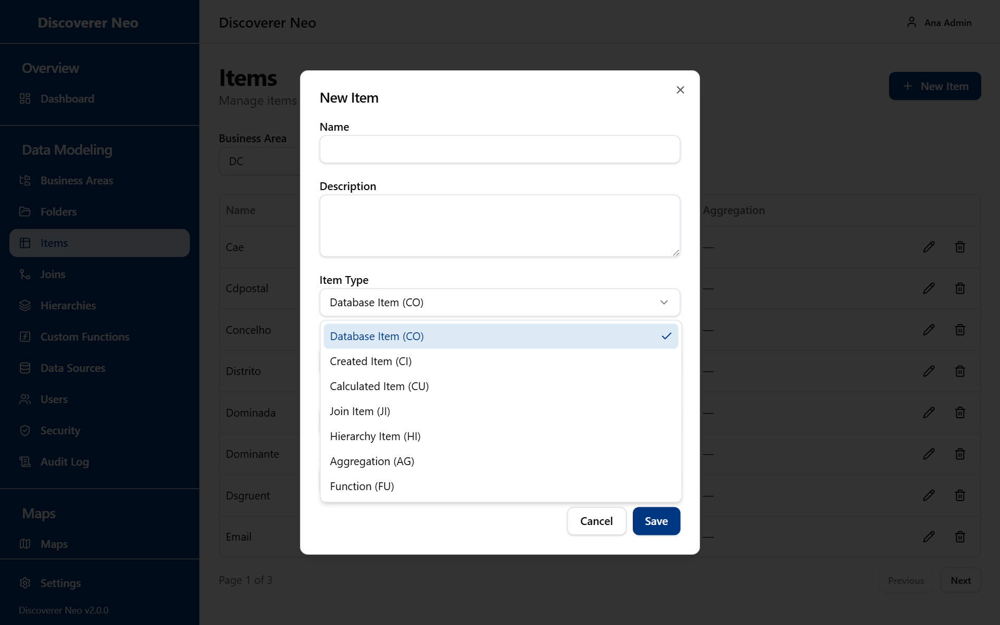 Discoverer Neo
Overview
Dashboard
Data Modeling
Business Areas
Folders
Items
Joins
Hierarchies
Custom Functions
Data Sources
Users
Security
Audit Log
Maps
Maps
Settings
Discoverer Neo v2.0.0
Discoverer Neo
Ana Admin
Items
Manage items
New Item
Business Area
DC
Name
Aggregation
Cae
—
Cdpostal
—
Concelho
—
Distrito
—
Dominada
—
Dominante
—
Dsgruent
—
Email
—
Page 1 of 3
Previous
Next
New Item
Name
Description
Item Type
Database Item (CO)
Database Item (CO)
Created Item (CI)
Calculated Item (CU)
Join Item (JI)
Hierarchy Item (HI)
Aggregation (AG)
Function (FU)
Cancel
Save